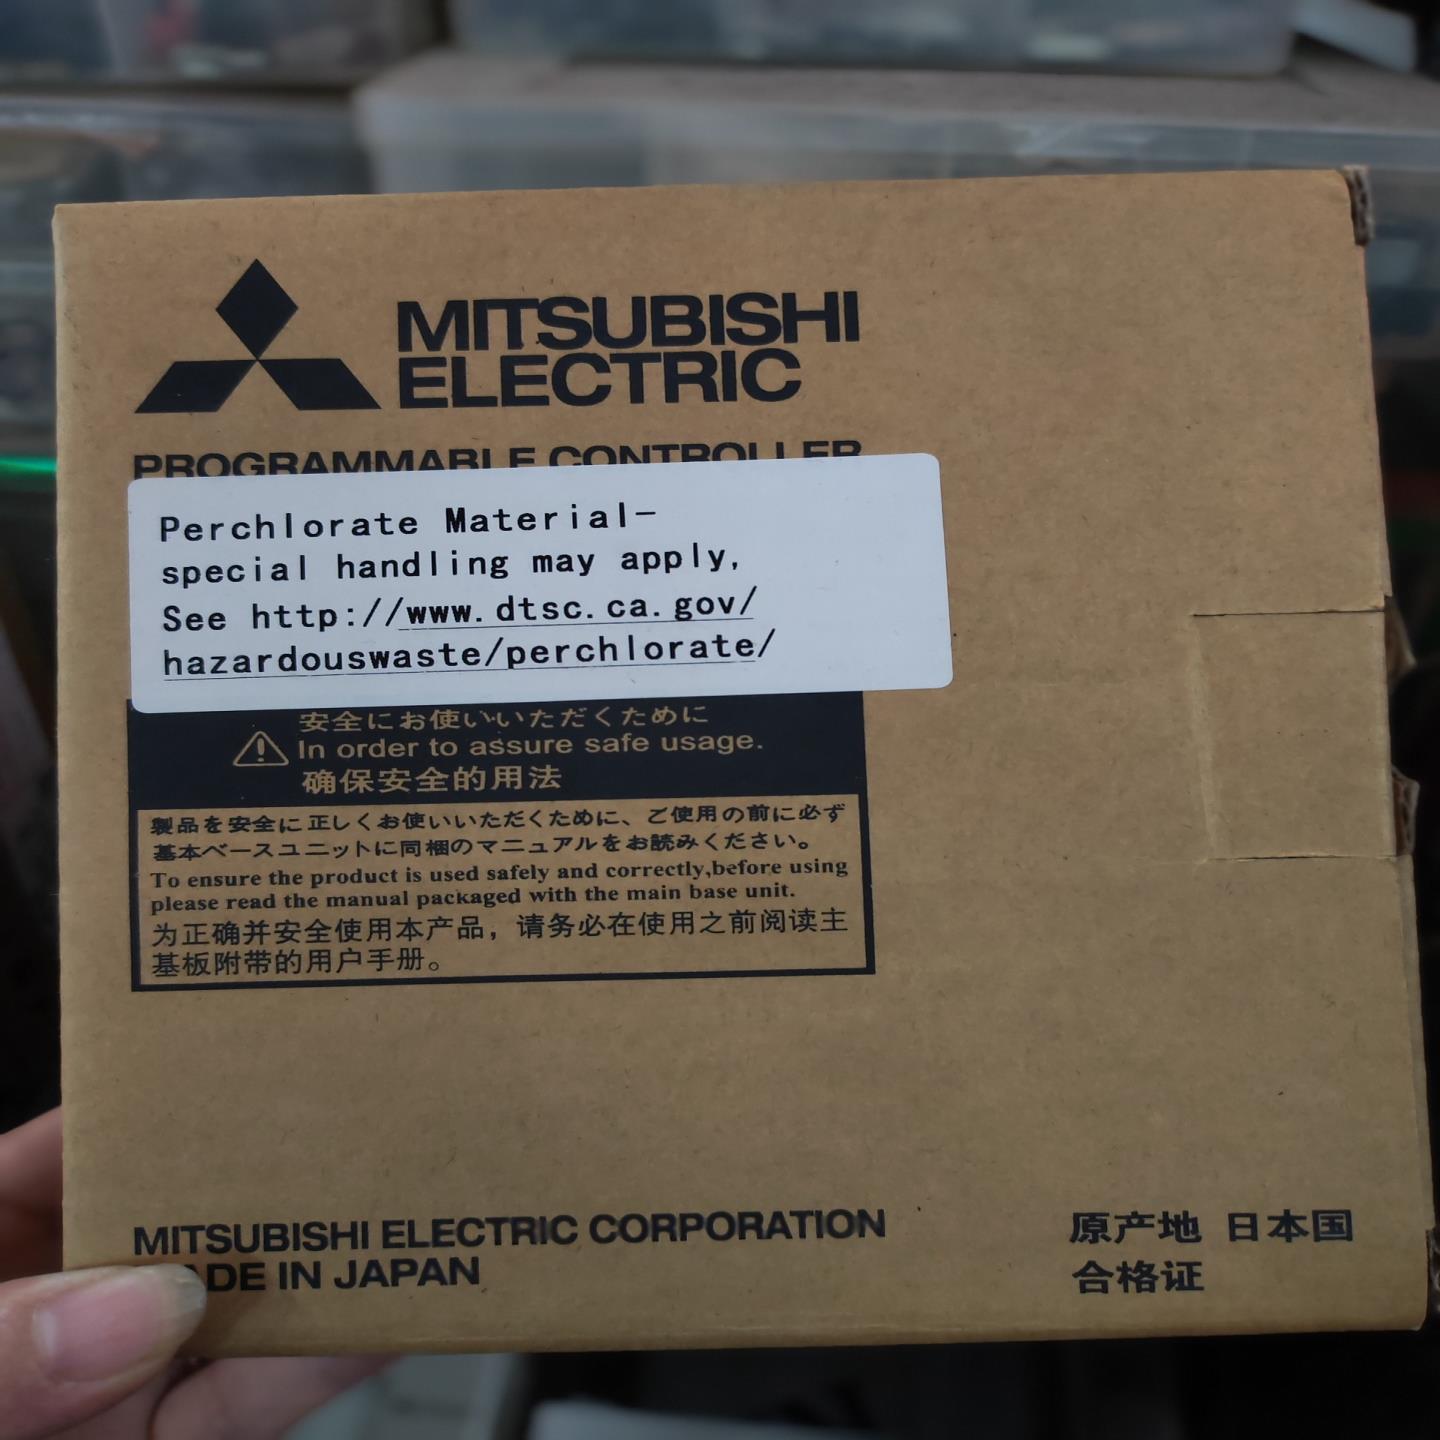 MITSUBISHI
ELECTRIC
PROGRAMMABLE CONTROLLER
Perchlorate Material-
special handling may apply,
See http://www.dtsc.ca.gov/
hazardouswaste/perchlorate/
安全にお使いいただくために
In order to assure safe usage.
确保安全的用法
製品を安全に正しくお使いいただくために、ご使用の前に必ず
基本ベースユニットに同梱のマニュアルをお読みください。
To ensure the product is used safely and correctly,before using
please read the manual packaged with the main base unit.
为正确并安全使用本产品，请务必在使用之前阅读主
基板附带的用户手册。
MITSUBISHI ELECTRIC CORPORATION
MADE IN JAPAN
原产地 日本国
合格证